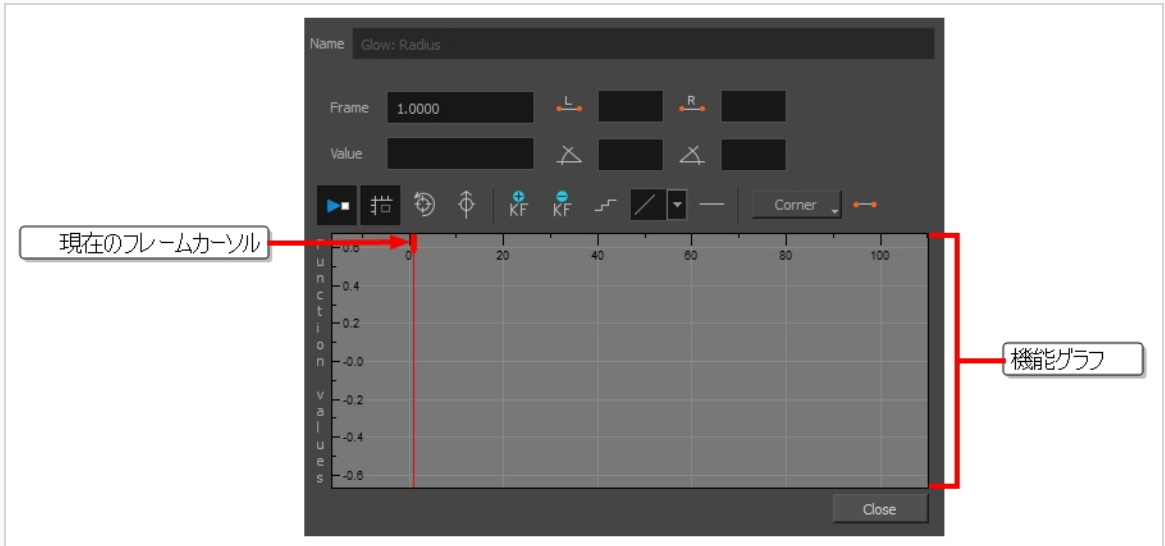 Name Glow: Radius
Frame 1.0000 L R
Value
KF KF Corner
現在のフレームカーソル
Function values
0 20 40 60 80 100
0.6
0.4
0.2
-0.0
-0.2
-0.4
-0.6
機能グラフ
Close